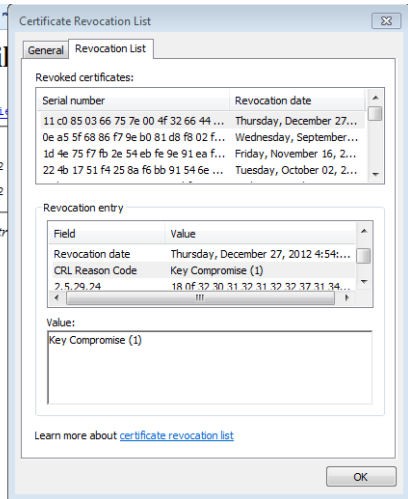 Certificate Revocation List
General Revocation List
Revoked certificates:
Serial number Revocation date
11 c0 85 03 66 75 7e 00 4f 32 66 44 ... Thursday, December 27...
0e a5 5f 68 86 f7 9e b0 81 d8 f8 02 f... Wednesday, September...
1d 4e 75 f7 fb 2e 54 eb fe 9e 91 ea f... Friday, November 16, 2...
22 4b 17 51 f4 25 8a f6 bb 91 54 6e ... Tuesday, October 02, 2...
Revocation entry
Field Value
Revocation date Thursday, December 27, 2012 4:54:...
CRL Reason Code Key Compromise (1)
2.5.29.24 18 0f 32 30 31 32 31 32 32 37 31 34...
Value:
Key Compromise (1)
Learn more about certificate revocation list
OK